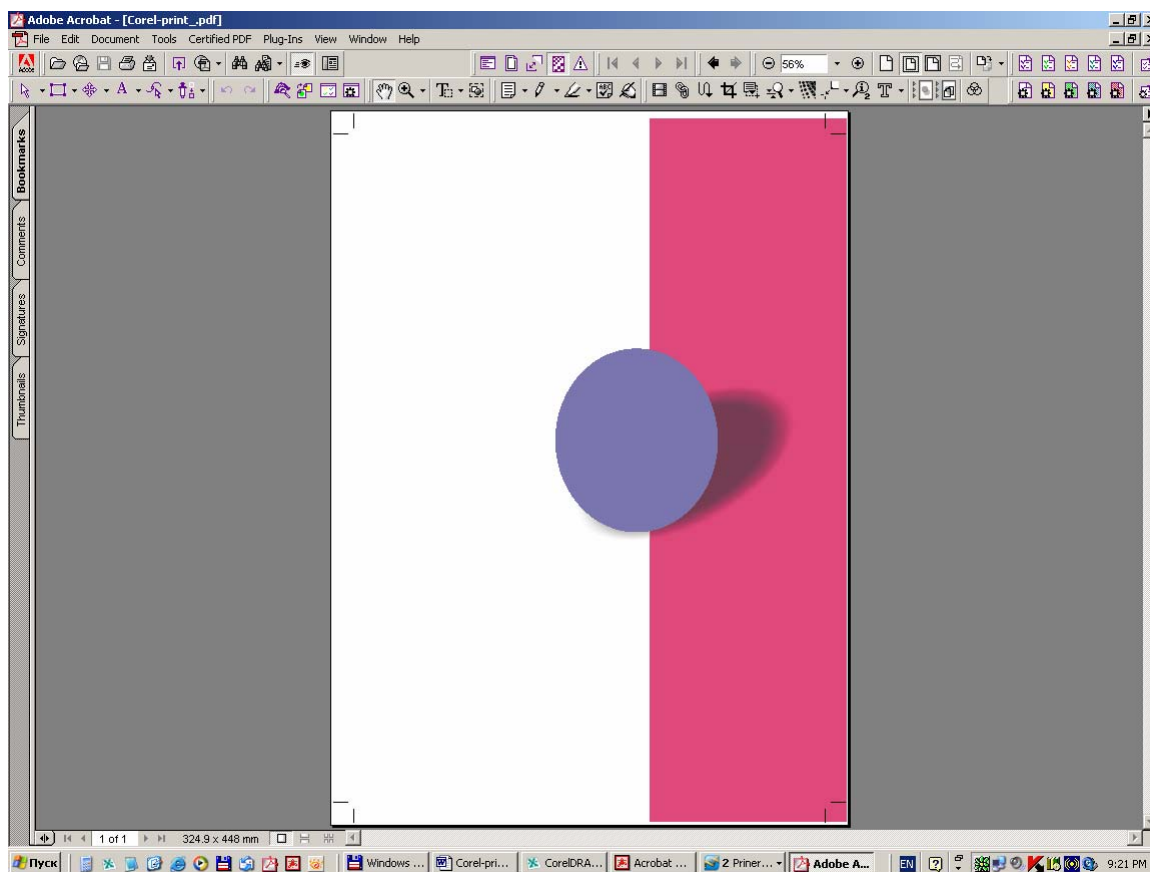 Adobe Acrobat - [Corel-print_.pdf]
File Edit Document Tools Certified PDF Plug-Ins View Window Help
56%
Bookmarks
Comments
Signatures
Thumbnails
1 of 1 324.9 x 448 mm
Пуск Windows ... Corel-pri... CorelDRA... Acrobat ... 2 Priner... Adobe A... EN 9:21 PM